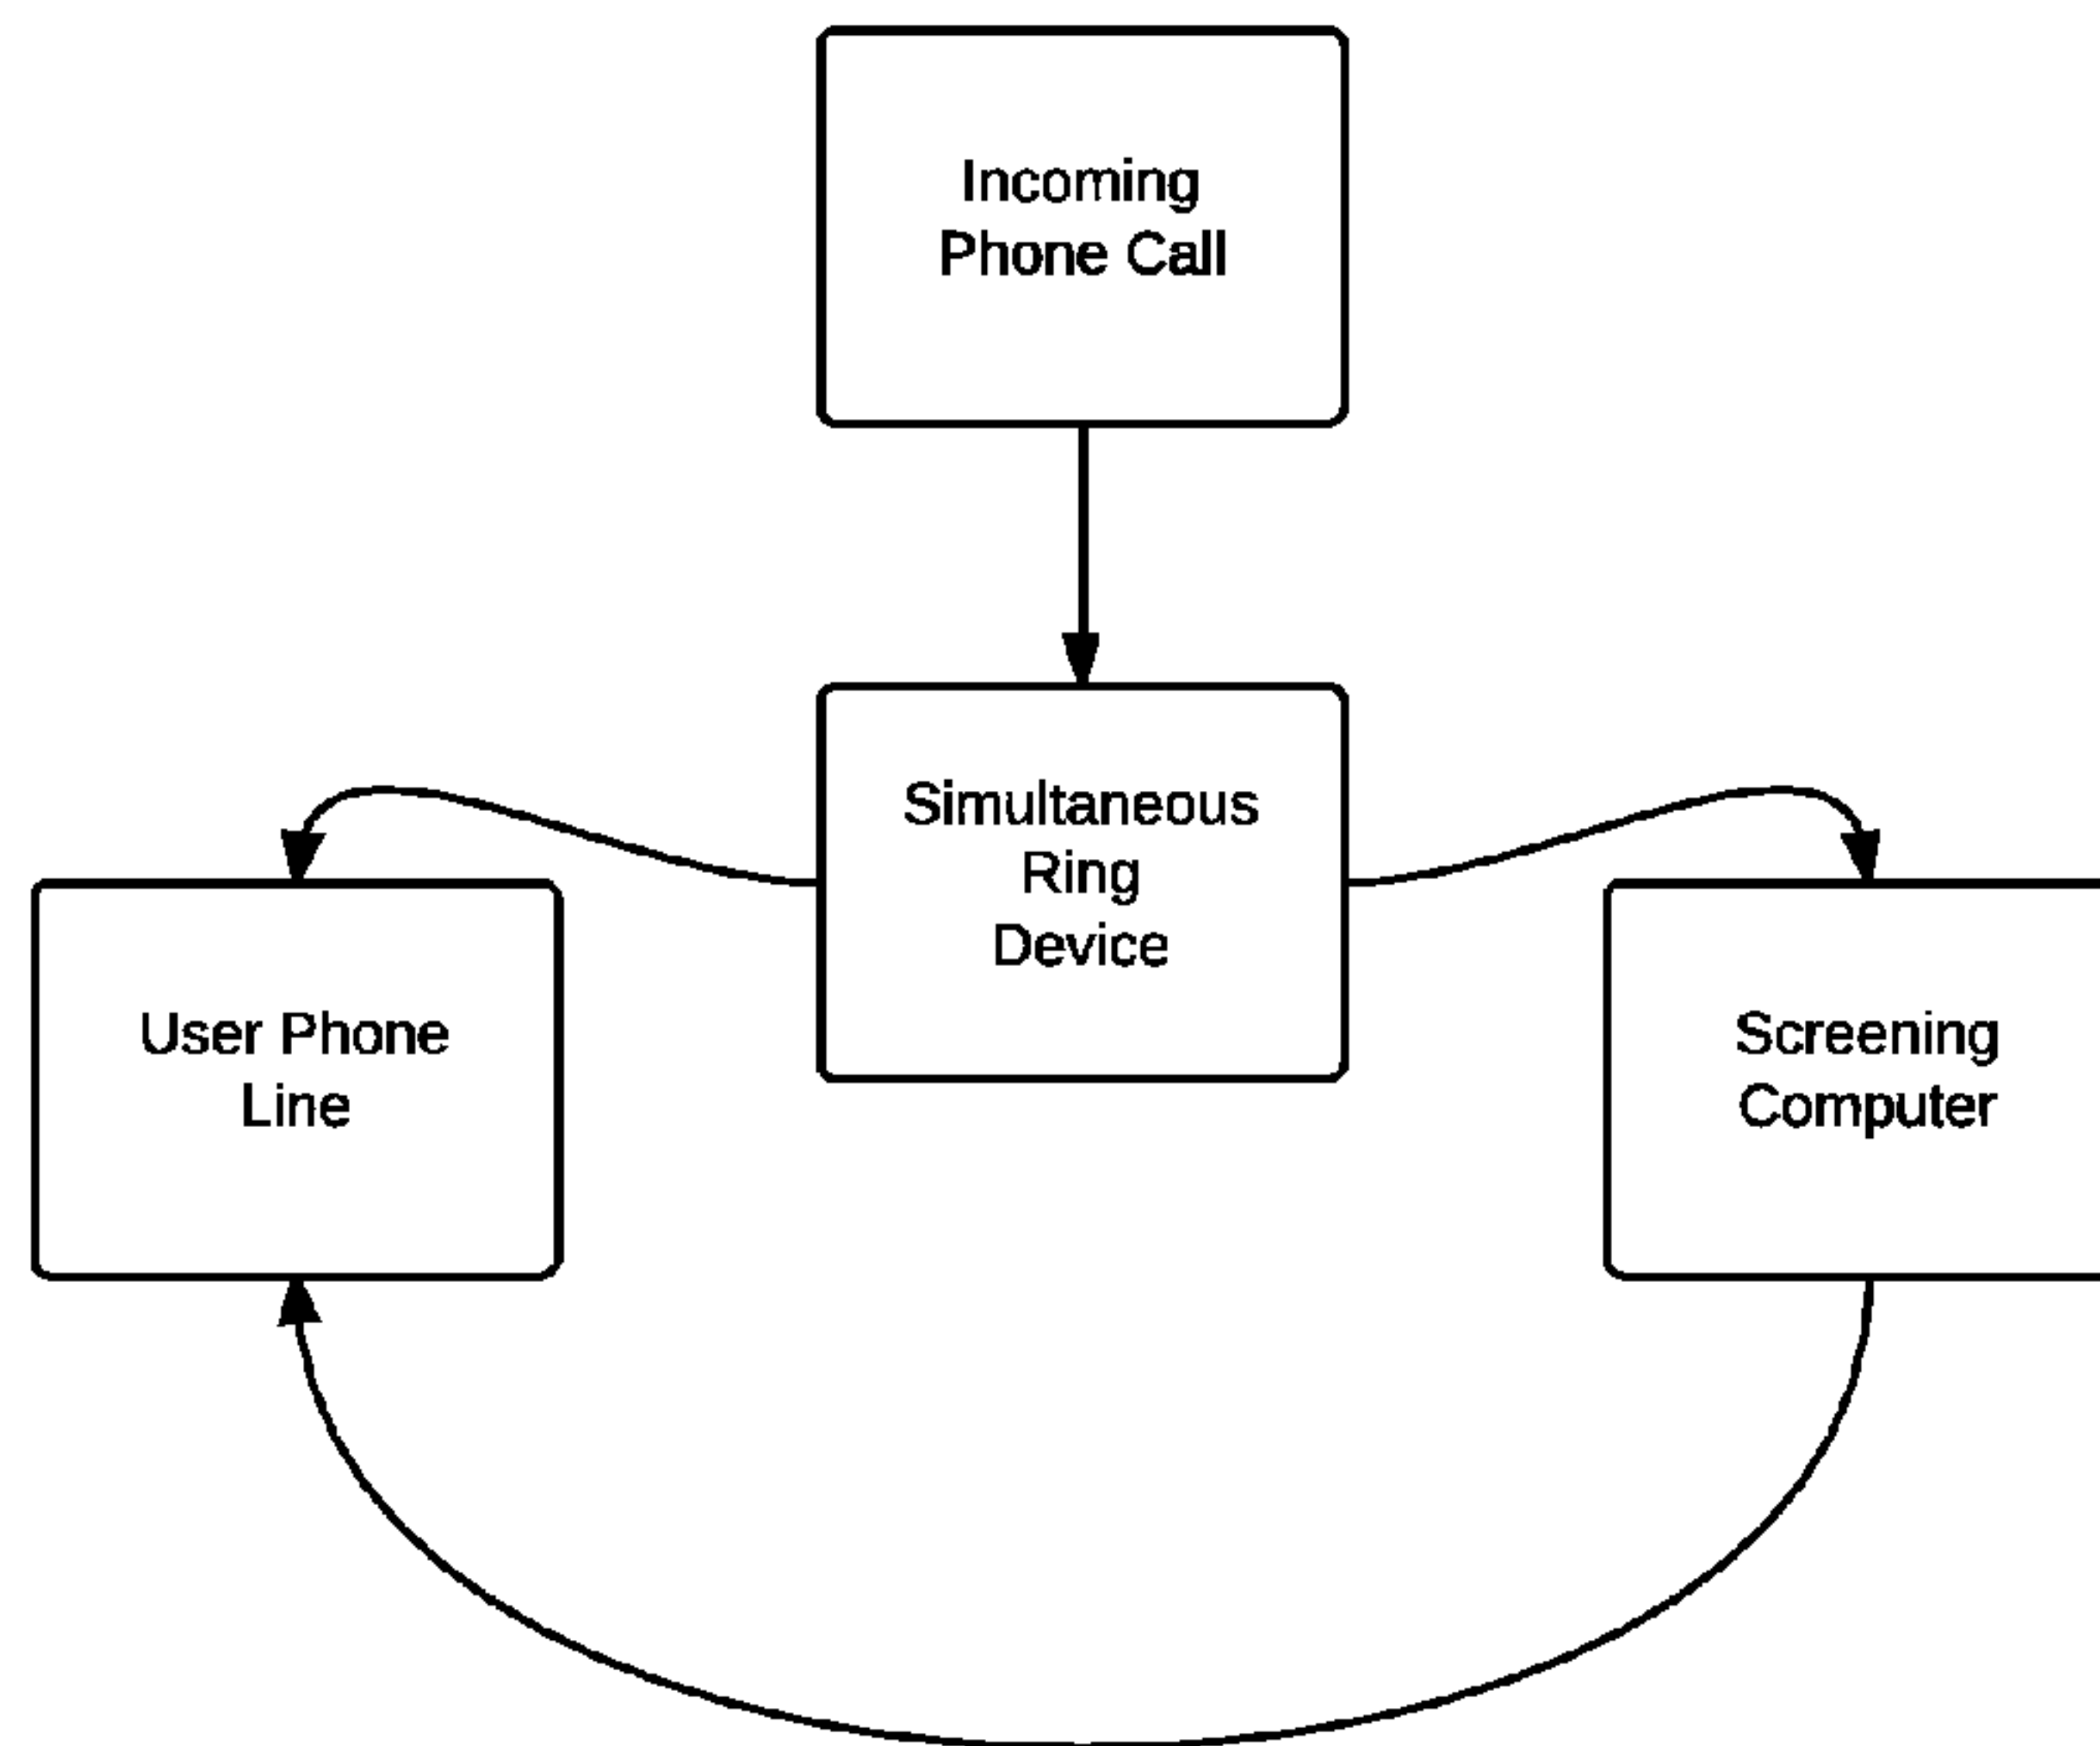 Incoming
Phone Call
Simultaneous
Ring
Device
User Phone
Line
Screening
Computer